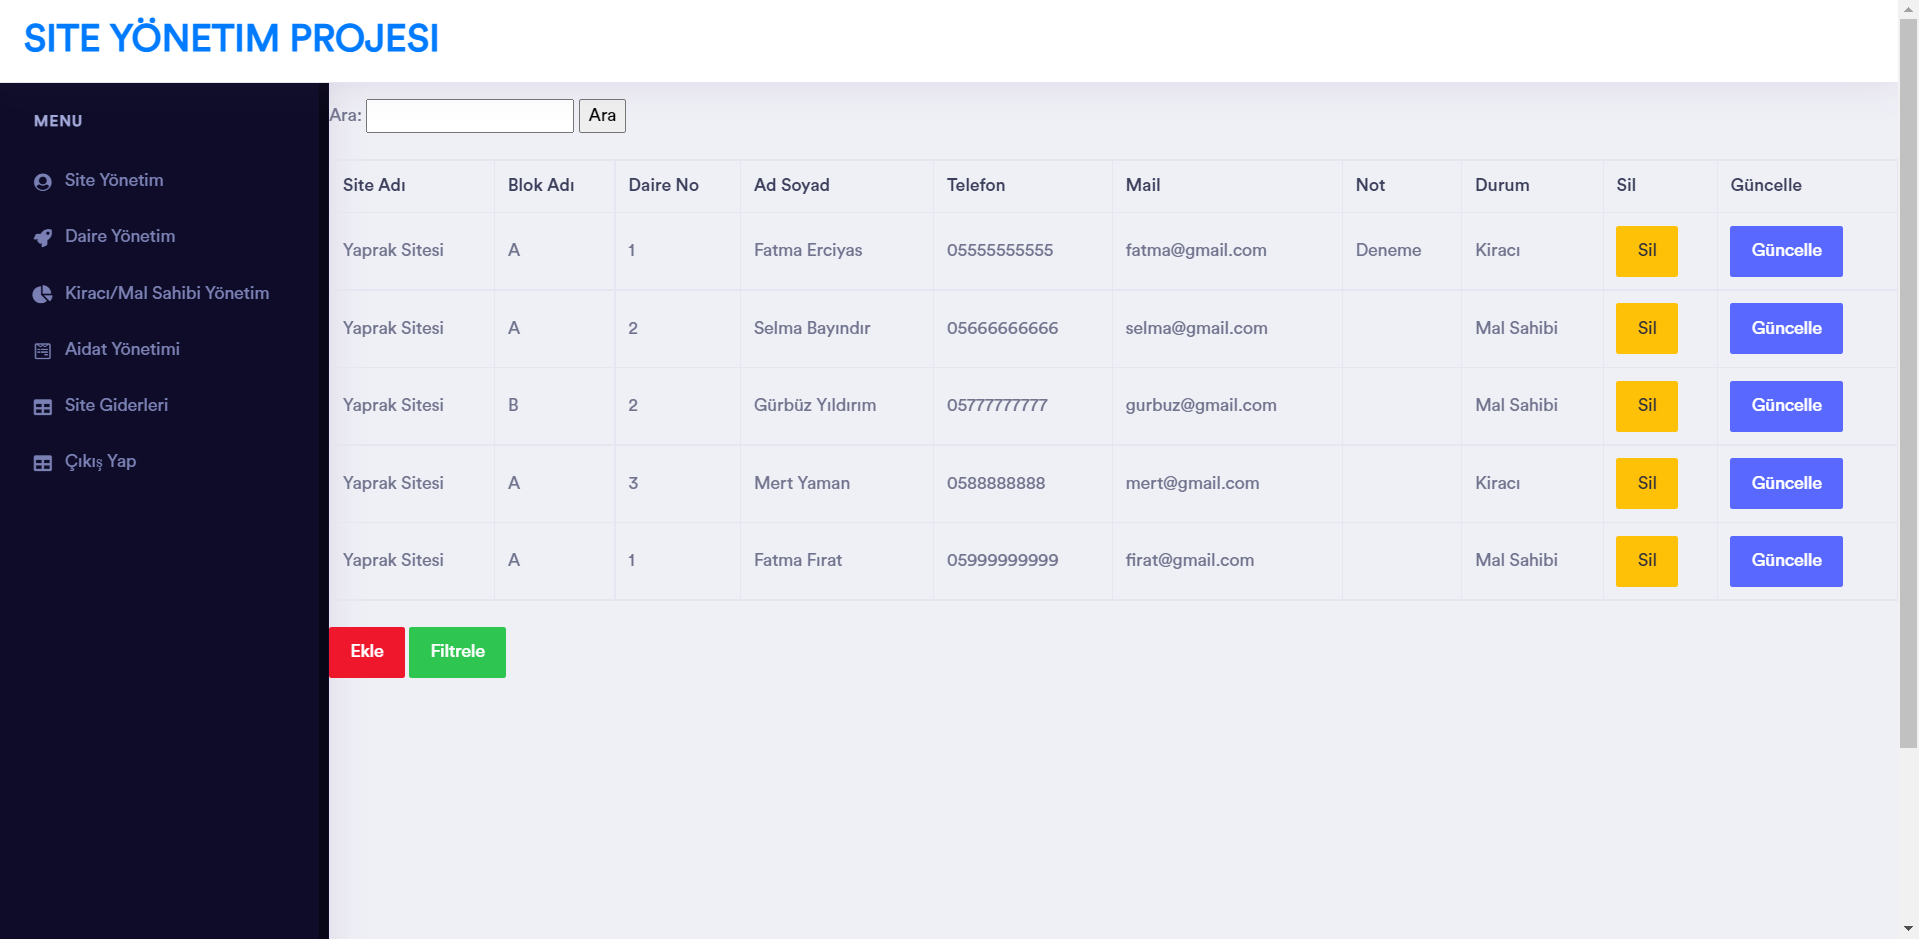 SITE YÖNETIM PROJESI
MENU
Site Yönetim
Daire Yönetim
Kiracı/Mal Sahibi Yönetim
Aidat Yönetimi
Site Giderleri
Çıkış Yap
Ara: Ara
Site Adı Blok Adı Daire No Ad Soyad Telefon Mail Not Durum Sil Güncelle
Yaprak Sitesi A 1 Fatma Erciyas 05555555555 fatma@gmail.com Deneme Kiracı Sil Güncelle
Yaprak Sitesi A 2 Selma Bayındır 05666666666 selma@gmail.com Mal Sahibi Sil Güncelle
Yaprak Sitesi B 2 Gürbüz Yıldırım 05777777777 gurbuz@gmail.com Mal Sahibi Sil Güncelle
Yaprak Sitesi A 3 Mert Yaman 0588888888 mert@gmail.com Kiracı Sil Güncelle
Yaprak Sitesi A 1 Fatma Fırat 05999999999 firat@gmail.com Mal Sahibi Sil Güncelle
Ekle Filtrele